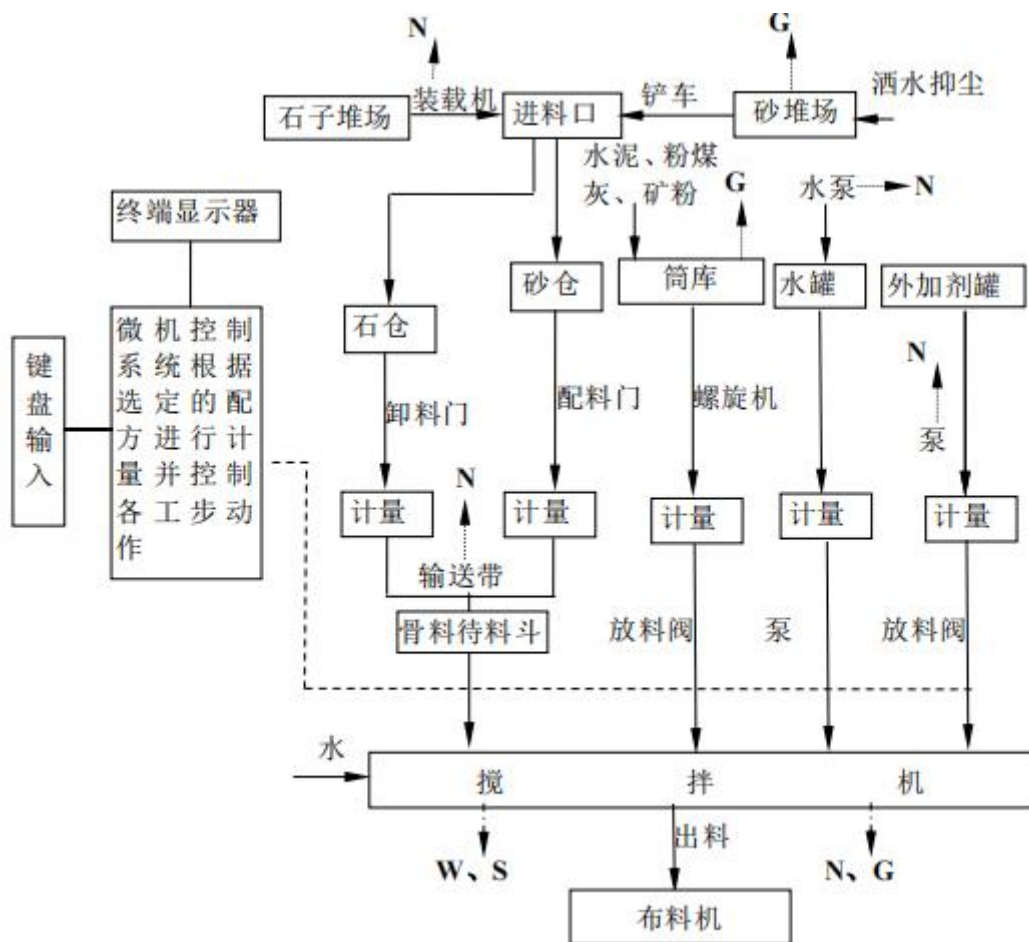 N
G
洒水抑尘
石子堆场
装载机
进料口
铲车
砂堆场
水泥、粉煤
灰、矿粉
G
水泵
N
终端显示器
砂仓
筒库
水罐
外加剂罐
石仓
键
盘
输
入
微机控制
系统根据
选定的配
方进行计
量并控制
各工步动
作
卸料门
配料门
螺旋机
N
泵
N
计量
计量
计量
计量
计量
输送带
骨料待料斗
放料阀
泵
放料阀
水
搅拌机
出料
W、S
N、G
布料机